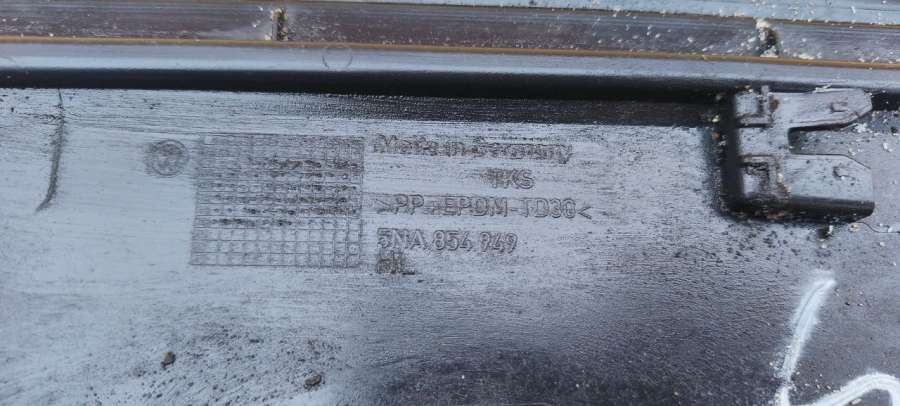 Made in Germany
TKS
>PP+EPDM-TD30<
5NA.854.949